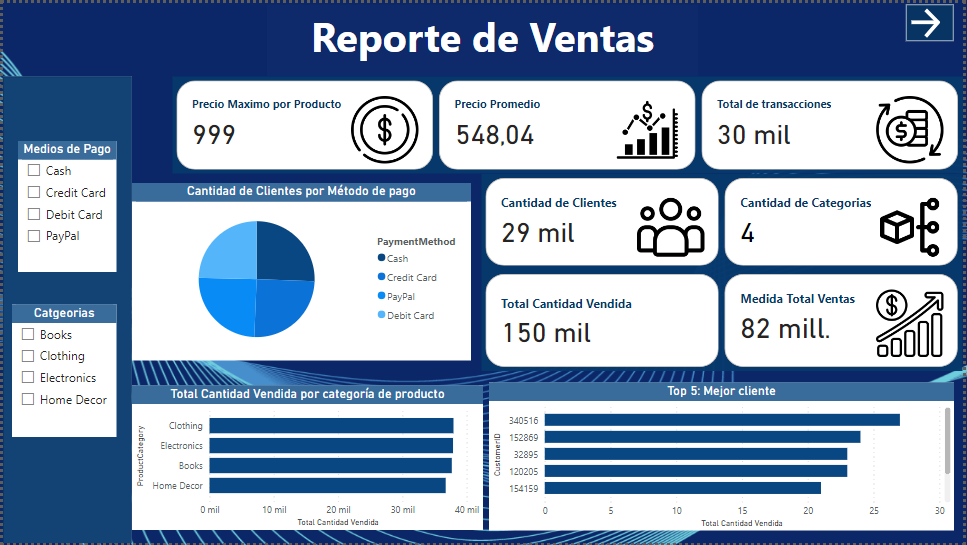 Reporte de Ventas
Precio Maximo por Producto
999
Precio Promedio
548,04
Total de transacciones
30 mil
Medios de Pago
Cash
Credit Card
Debit Card
PayPal
Catgeorias
Books
Clothing
Electronics
Home Decor
Cantidad de Clientes por Método de pago
PaymentMethod
Cash
Credit Card
PayPal
Debit Card
Cantidad de Clientes
29 mil
Cantidad de Categorias
4
Total Cantidad Vendida
150 mil
Medida Total Ventas
82 mill.
Total Cantidad Vendida por categoría de producto
ProductCategory
Clothing
Electronics
Books
Home Decor
0 mil 10 mil 20 mil 30 mil 40 mil
Total Cantidad Vendida
Top 5: Mejor cliente
CustomerID
340516
152869
32895
120205
154159
0 5 10 15 20 25 30
Total Cantidad Vendida